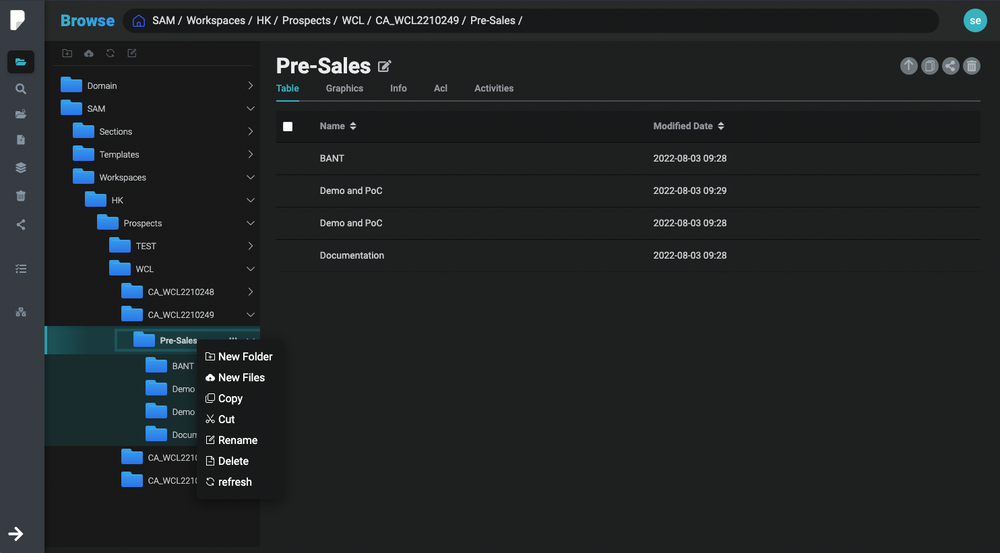 Browse
SAM / Workspaces / HK / Prospects / WCL / CA_WCL2210249 / Pre-Sales /
se
Domain
SAM
Sections
Templates
Workspaces
HK
Prospects
TEST
WCL
CA_WCL2210248
CA_WCL2210249
Pre-Sales
BANT
Demo
Demo
Docum
CA_WCL2210
CA_WCL2210
New Folder
New Files
Copy
Cut
Rename
Delete
refresh
Pre-Sales
Table Graphics Info Acl Activities
Name Modified Date
BANT 2022-08-03 09:28
Demo and PoC 2022-08-03 09:29
Demo and PoC 2022-08-03 09:28
Documentation 2022-08-03 09:28